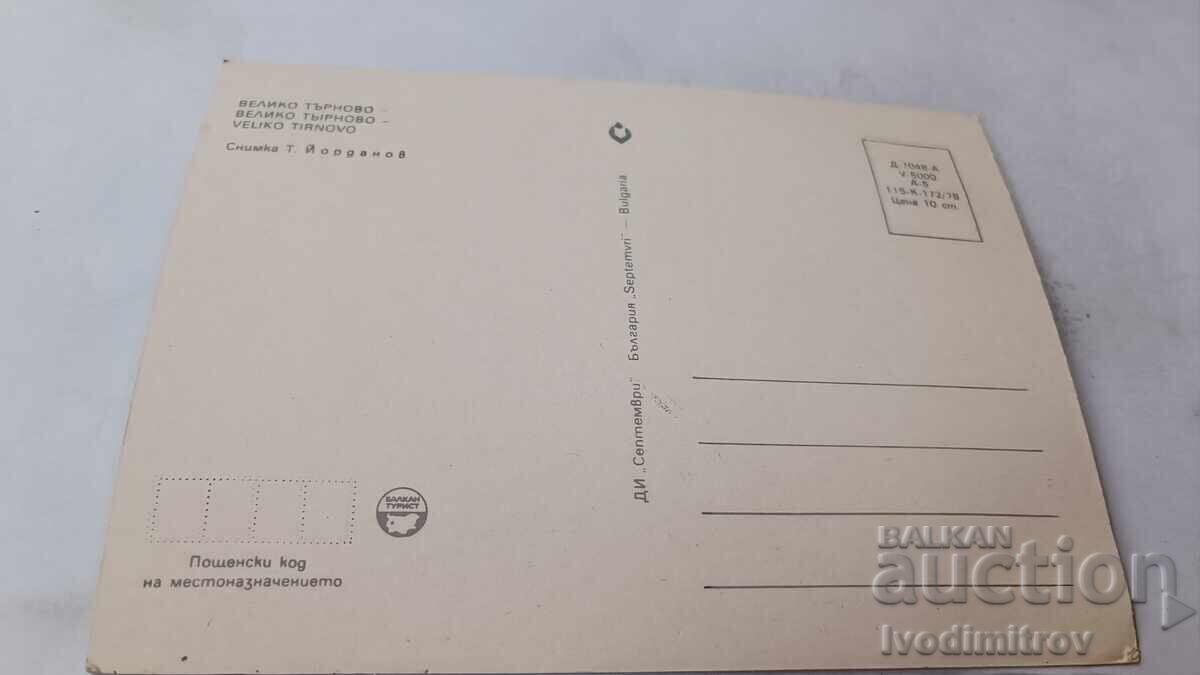 ВЕЛИКО ТЪРНОВО -
ВЕЛИКО ТЫРНОВО -
VELIKO TIRNOVO
Снимка Т. Йорданов
Д-1048-А
V-5000
А-5
115-К-172/78
Цена 10 ст.
ДИ „Септември" България „Septemvri" — Bulgaria
БАЛКАН
ТУРИСТ
Пощенски код
на местоназначението
BALKAN
auction
Ivodimitrov